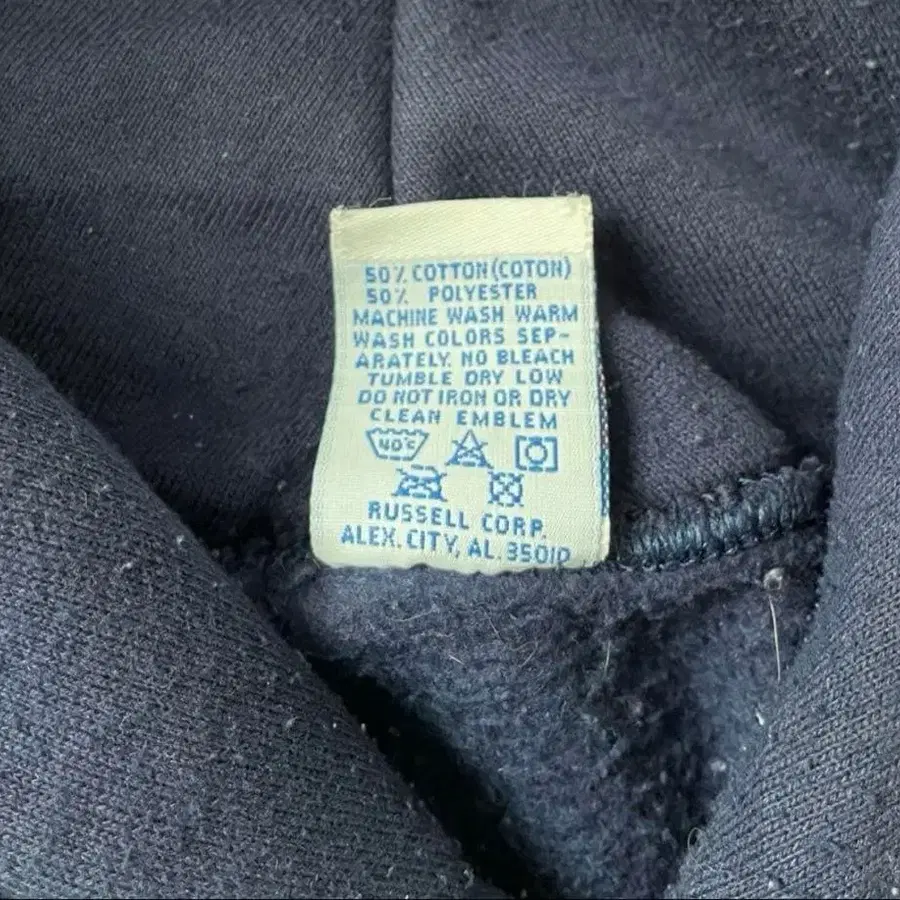 50% COTTON (COTON)
50% POLYESTER
MACHINE WASH WARM
WASH COLORS SEP-
ARATELY. NO BLEACH
TUMBLE DRY LOW
DO NOT IRON OR DRY
CLEAN EMBLEM
40°C
RUSSELL CORP.
ALEX. CITY, AL. 35010